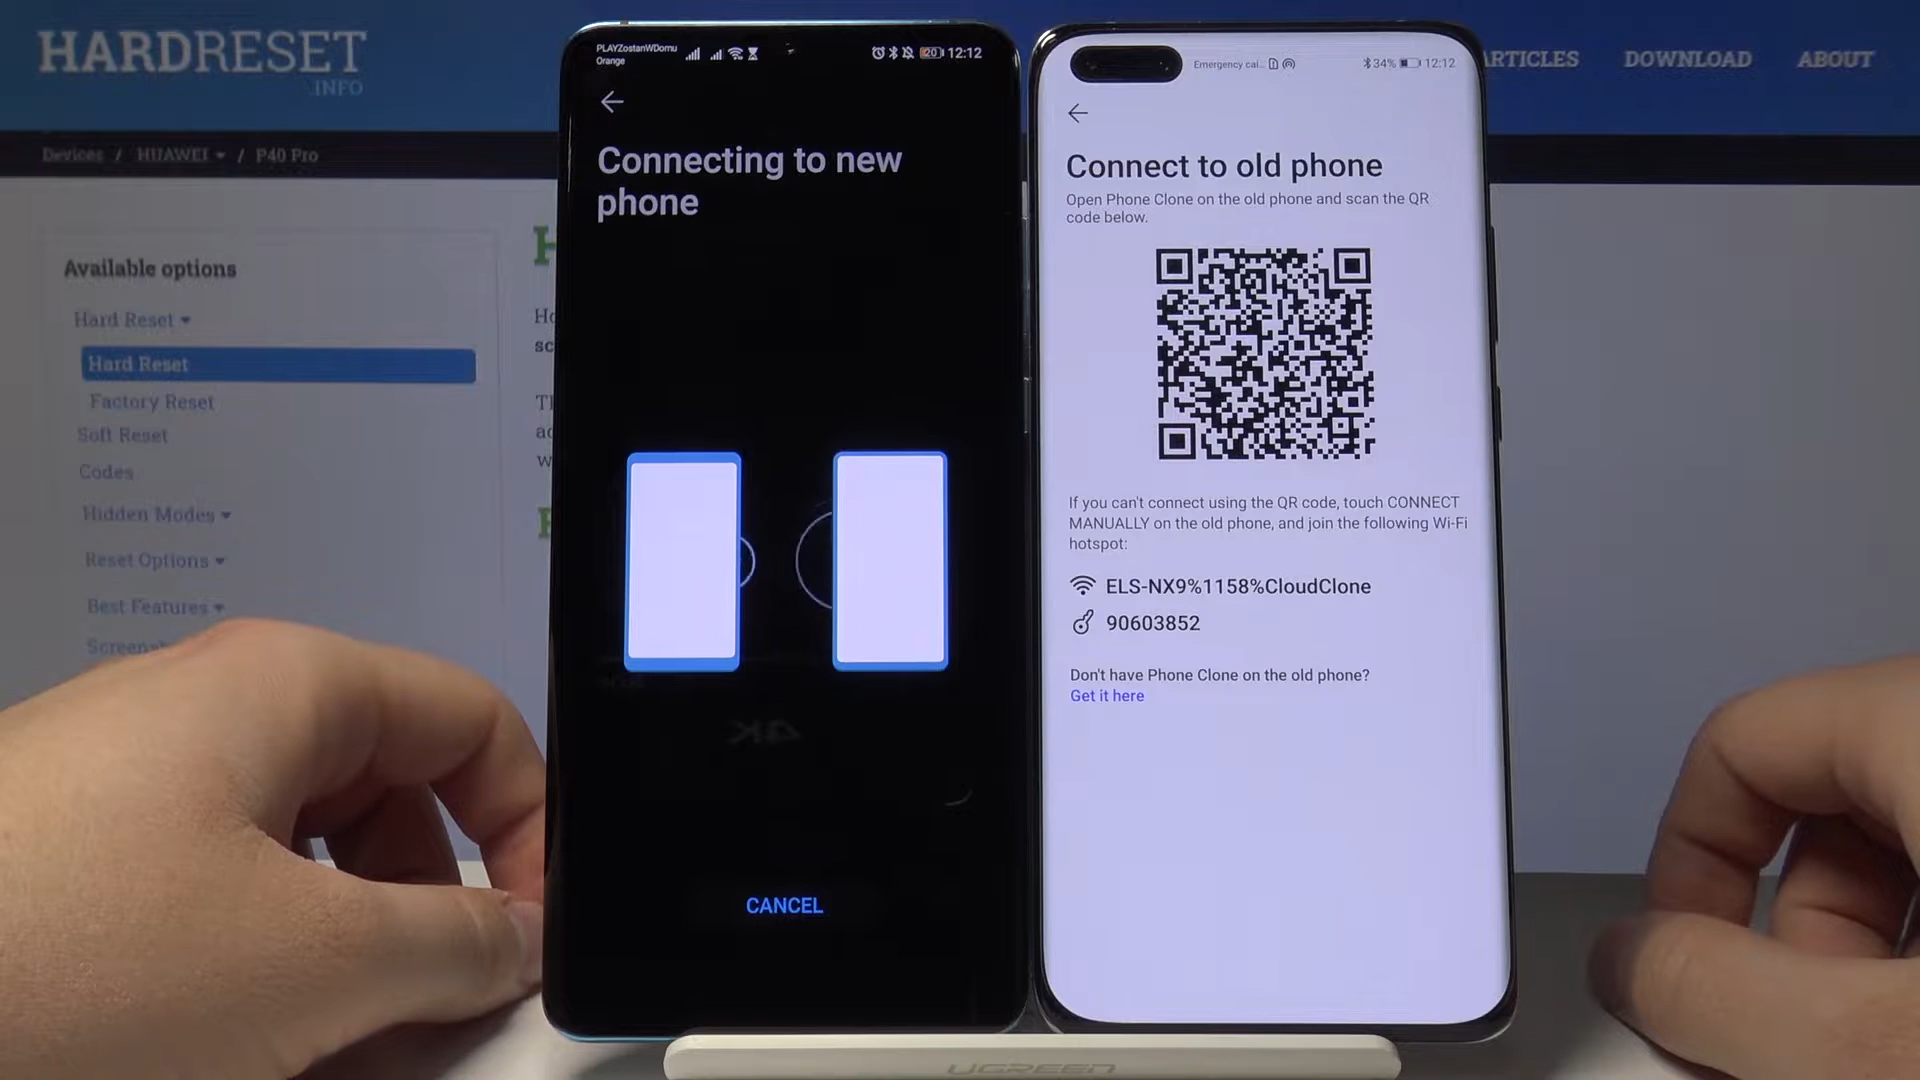 HARDRESET
.INFO
ARTICLES DOWNLOAD ABOUT
Devices / HUAWEI / P40 Pro
Available options
Hard Reset
Hard Reset
Factory Reset
Soft Reset
Codes
Hidden Modes
Reset Options
Best Features
PLAYZostanWDomu
Orange
20 12:12
Connecting to new
phone
CANCEL
Emergency cal...
34% 12:12
Connect to old phone
Open Phone Clone on the old phone and scan the QR
code below.
If you can't connect using the QR code, touch CONNECT
MANUALLY on the old phone, and join the following Wi-Fi
hotspot:
ELS-NX9%1158%CloudClone
90603852
Don't have Phone Clone on the old phone?
Get it here
UGREEN